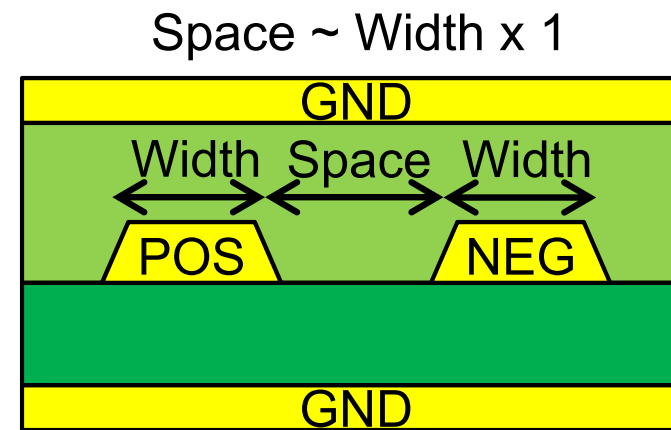 Space ~ Width x 1
GND
Width Space Width
POS NEG
GND